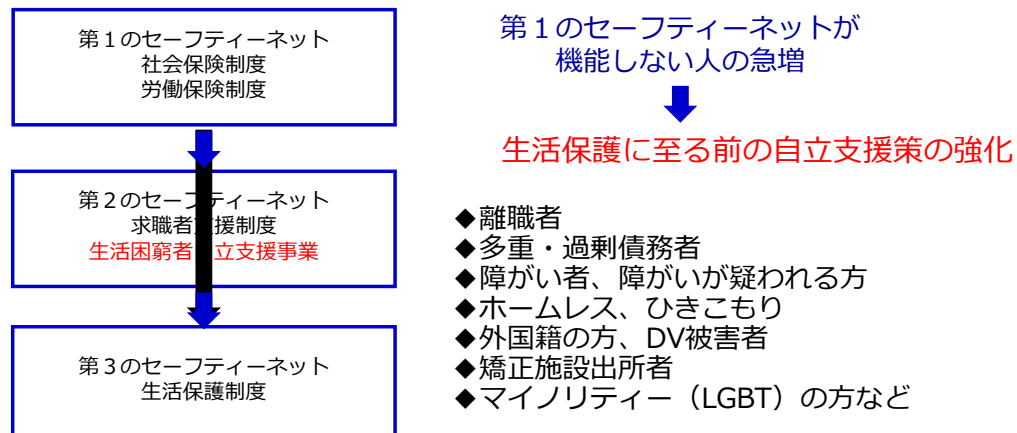 第１のセーフティーネット
社会保険制度
労働保険制度
第２のセーフティーネット
求職者支援制度
生活困窮者自立支援事業
第３のセーフティーネット
生活保護制度
第１のセーフティーネットが
機能しない人の急増
生活保護に至る前の自立支援策の強化
◆離職者
◆多重・過剰債務者
◆障がい者、障がいが疑われる方
◆ホームレス、ひきこもり
◆外国籍の方、DV被害者
◆矯正施設出所者
◆マイノリティー（LGBT）の方など